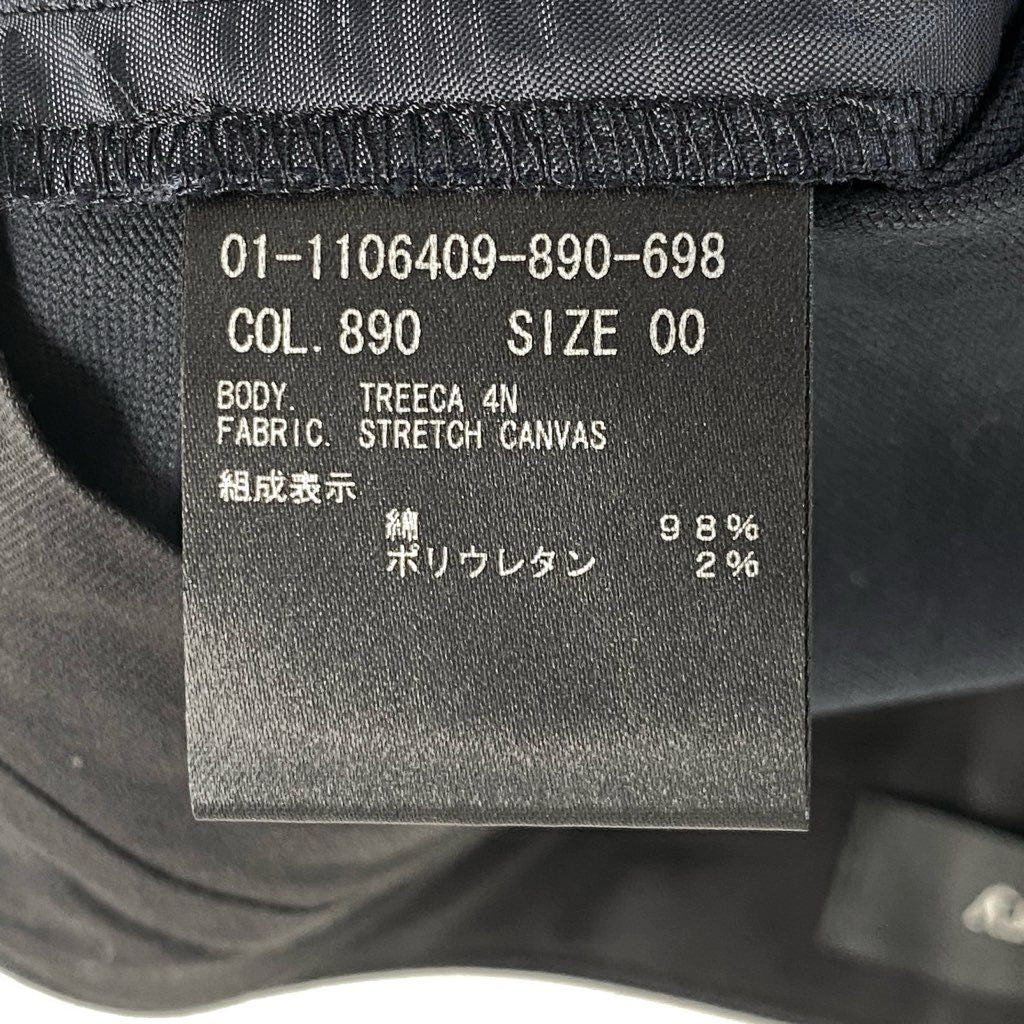 01-1106409-890-698
COL. 890 SIZE 00
BODY. TREECA 4N
FABRIC. STRETCH CANVAS
組成表示
綿 98%
ポリウレタン 2%